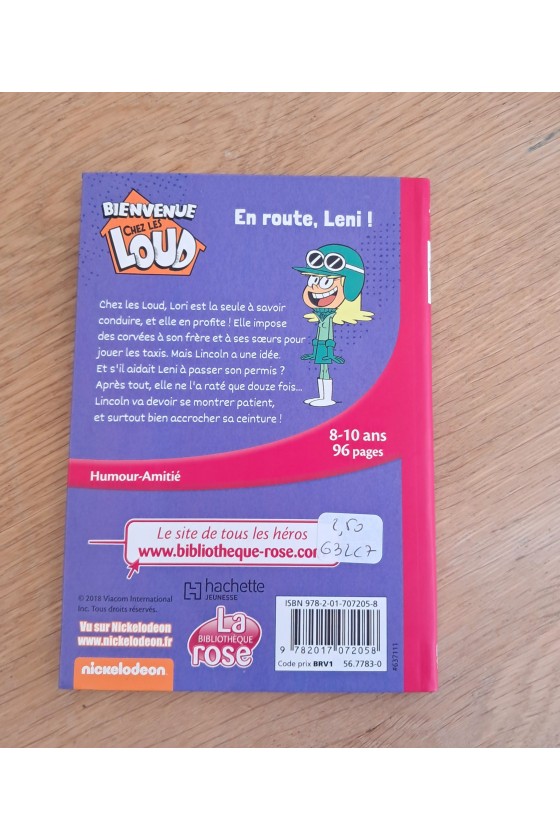 BIENVENUE
CHEZ LES
LOUD
En route, Leni !
Chez les Loud, Lori est la seule à savoir
conduire, et elle en profite ! Elle impose
des corvées à son frère et à ses sœurs pour
jouer les taxis. Mais Lincoln a une idée.
Et s'il aidait Leni à passer son permis ?
Après tout, elle ne l'a raté que douze fois...
Lincoln va devoir se montrer patient,
et surtout bien accrocher sa ceinture !
8-10 ans
96 pages
Humour-Amitié
Le site de tous les héros
www.bibliotheque-rose.com
2,50
632C7
hachette
JEUNESSE
© 2018 Viacom International
Inc. Tous droits réservés.
Vu sur Nickelodeon
www.nickelodeon.fr
nickelodeon
La
BIBLIOTHÈQUE
rose
ISBN 978-2-01-707205-8
9 782017 072058
Code prix BRV1 56.7783-0
#637111